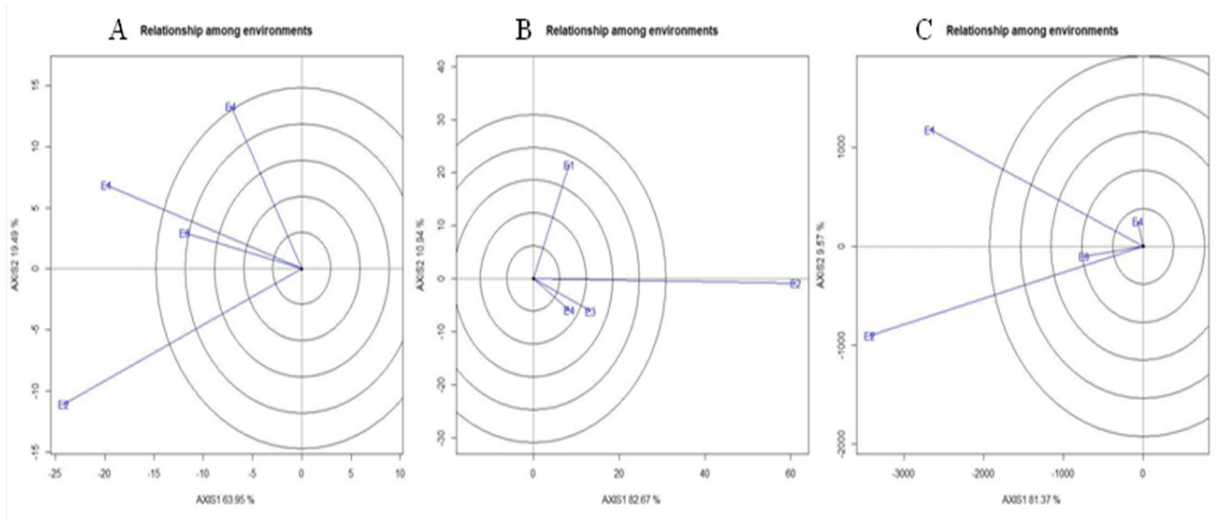 A Relationship among environments
AXIS2 19.49 %
15
10
5
0
-5
-10
-15
E2
-25 -20 -15 -10 -5 0 5 10
AXIS1 63.95 %
B Relationship among environments
AXIS2 10.94 %
40
30
20
10
0
-10
-20
-30
E1
E2
E4 E3
0 20 40 60
AXIS1 82.67 %
C Relationship among environments
AXIS2 9.57 %
1000
0
-1000
-2000
E4
E3
E2
-3000 -2000 -1000 0
AXIS1 81.37 %